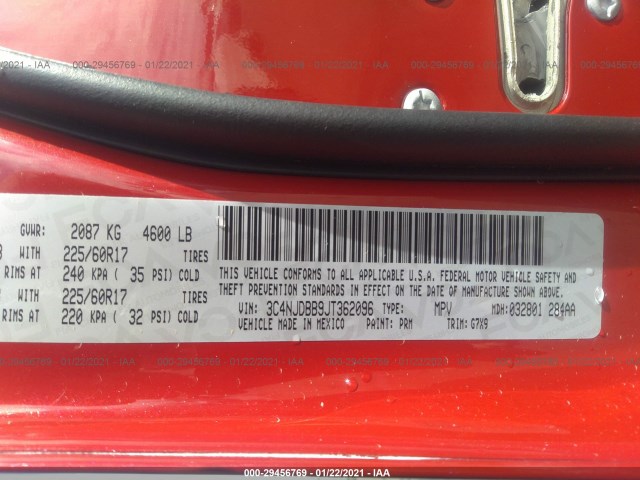 000-29456769 - 01/22/2021 - IAA
GVWR: 2087 KG 4600 LB
WITH 225/60R17 TIRES
RIMS AT 240 KPA ( 35 PSI) COLD
WITH 225/60R17 TIRES
RIMS AT 220 KPA ( 32 PSI) COLD
THIS VEHICLE CONFORMS TO ALL APPLICABLE U.S.A. FEDERAL MOTOR VEHICLE SAFETY AND
THEFT PREVENTION STANDARDS IN EFFECT ON THE DATE OF MANUFACTURE SHOWN ABOVE.
VIN: 3C4NJDBB9JT362096 TYPE: MPV MDH: 032801 284AA
VEHICLE MADE IN MEXICO PAINT: PRM TRIM: G7X9
000-29456769 - 01/22/2021 - IAA